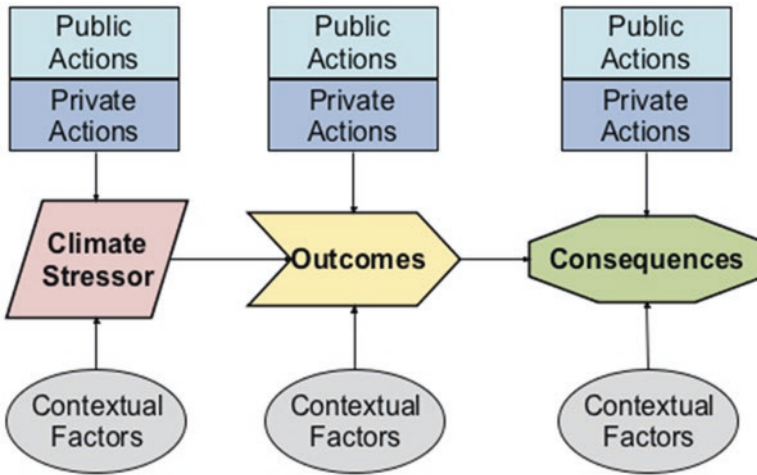 Public
Actions
Private
Actions
Public
Actions
Private
Actions
Public
Actions
Private
Actions
Climate
Stressor
Outcomes
Consequences
Contextual
Factors
Contextual
Factors
Contextual
Factors